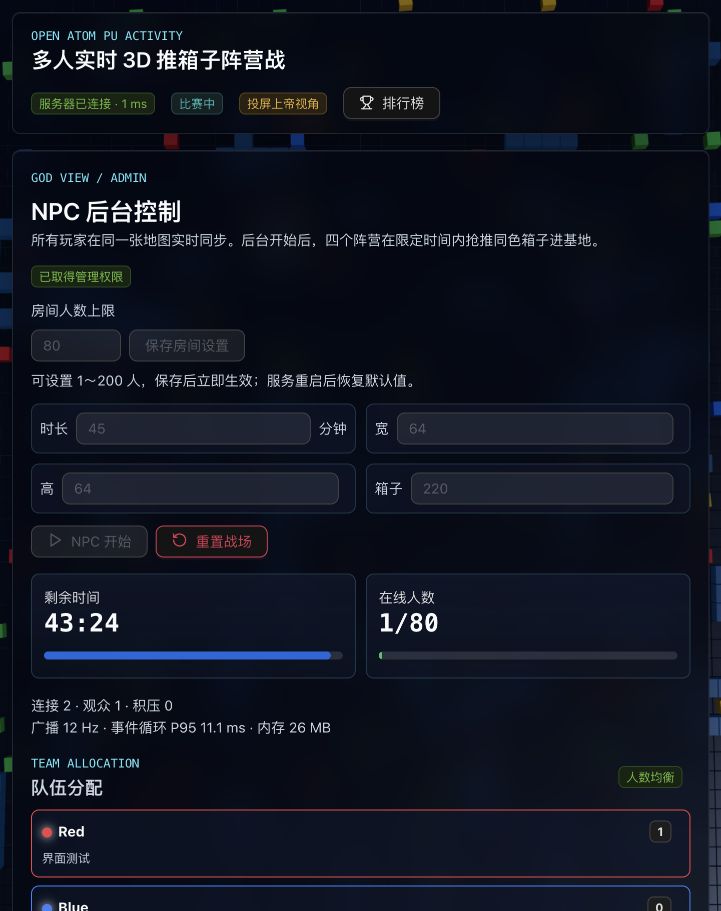 OPEN ATOM PU ACTIVITY
多人实时 3D 推箱子阵营战
服务器已连接 · 1 ms
比赛中
投屏上帝视角
排行榜
GOD VIEW / ADMIN
NPC 后台控制
所有玩家在同一张地图实时同步。后台开始后，四个阵营在限定时间内抢推同色箱子进基地。
已取得管理权限
房间人数上限
80
保存房间设置
可设置 1～200 人，保存后立即生效；服务重启后恢复默认值。
时长 45 分钟
宽 64
高 64
箱子 220
NPC 开始
重置战场
剩余时间
43:24
在线人数
1/80
连接 2 · 观众 1 · 积压 0
广播 12 Hz · 事件循环 P95 11.1 ms · 内存 26 MB
TEAM ALLOCATION
队伍分配
人数均衡
Red
1
界面测试
Blue
0